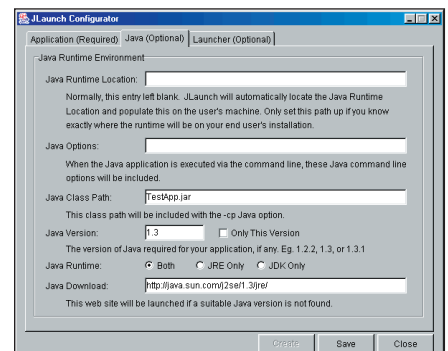 JLaunch Configurator
Application (Required) Java (Optional) Launcher (Optional)
Java Runtime Environment
Java Runtime Location:
Normally, this entry left blank. JLaunch will automatically locate the Java Runtime
Location and populate this on the user's machine. Only set this path up if you know
exactly where the runtime will be on your end user's installation.
Java Options:
When the Java application is executed via the command line, these Java command line
options will be included.
Java Class Path: TestApp.jar
This class path will be included with the -cp Java option.
Java Version: 1.3 Only This Version
The version of Java required for your application, if any. Eg. 1.2.2, 1.3, or 1.3.1
Java Runtime: Both JRE Only JDK Only
Java Download: http://java.sun.com/j2se/1.3/jre/
This web site will be launched if a suitable Java version is not found.
Create Save Close